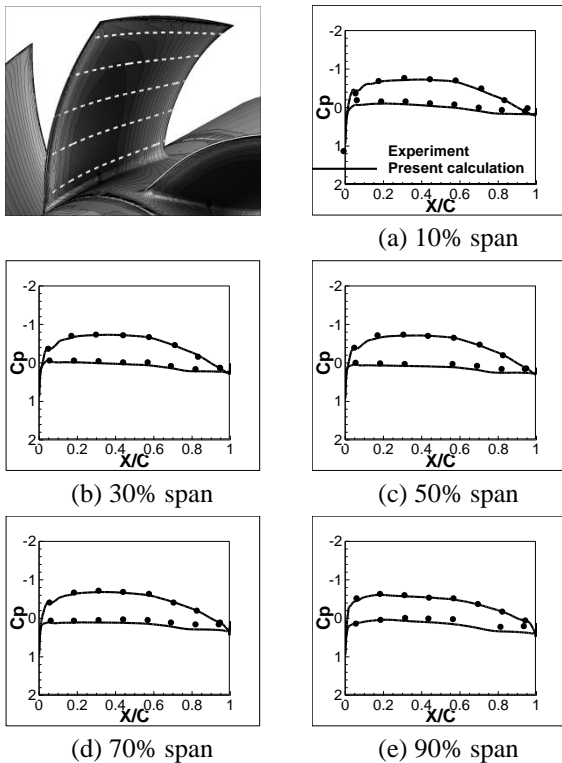 -2
-1
Cp
0
1
2
Experiment
Present calculation
0 0.2 0.4 0.6 0.8 1
X/C
(a) 10% span
-2
-1
Cp
0
1
2
0 0.2 0.4 0.6 0.8 1
X/C
(b) 30% span
-2
-1
Cp
0
1
2
0 0.2 0.4 0.6 0.8 1
X/C
(c) 50% span
-2
-1
Cp
0
1
2
0 0.2 0.4 0.6 0.8 1
X/C
(d) 70% span
-2
-1
Cp
0
1
2
0 0.2 0.4 0.6 0.8 1
X/C
(e) 90% span